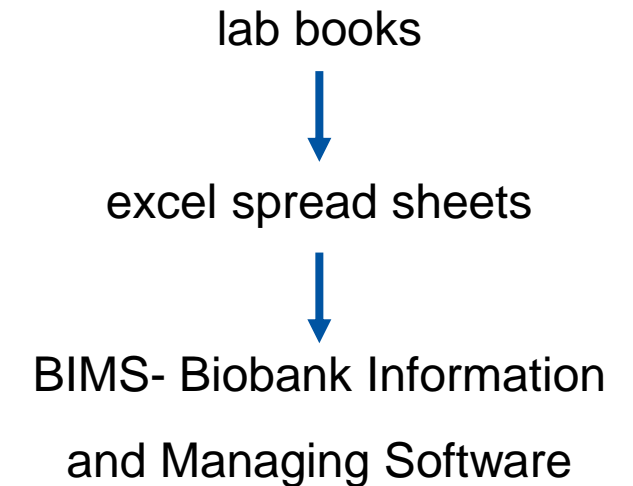 lab books
excel spread sheets
BIMS- Biobank Information
and Managing Software